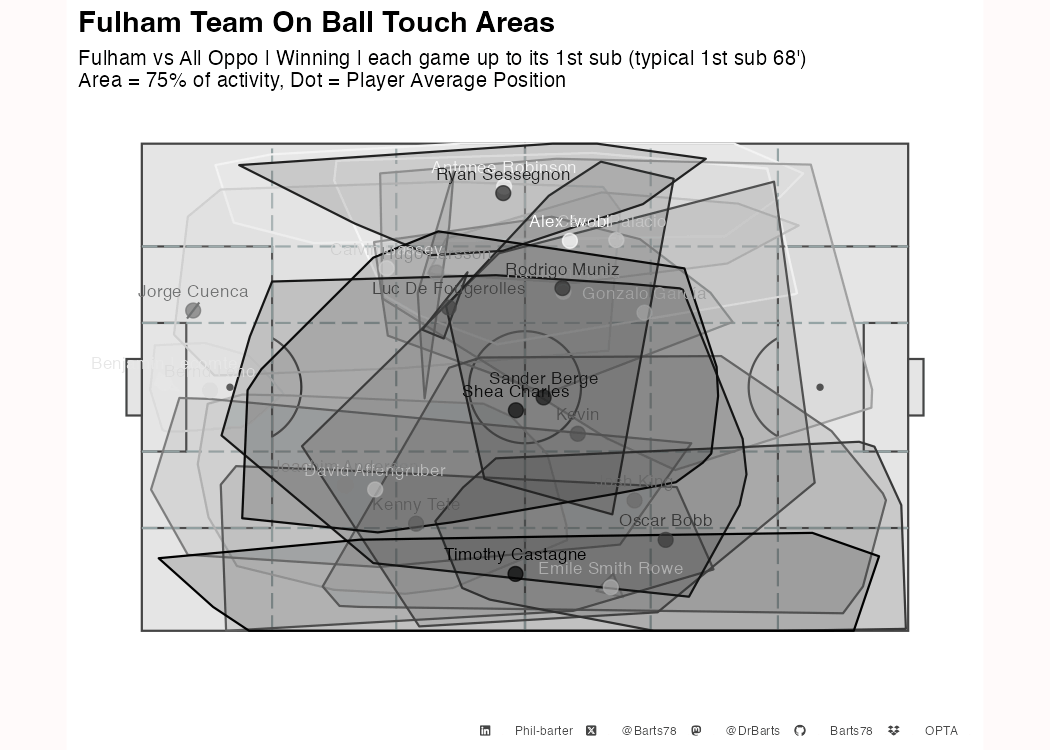 Fulham Team On Ball Touch Areas
Fulham vs All Oppo | Winning | each game up to its 1st sub (typical 1st sub 68')
Area = 75% of activity, Dot = Player Average Position
Antonee Robinson
Ryan Sessegnon
Alex Iwobi
Rodrigo Muniz
Jorge Cuenca
Luc De Fougerolles
Gonzalo Garcia
Sander Berge
Shea Charles
Kevin
David Affengruber
Josh King
Kenny Tete
Oscar Bobb
Timothy Castagne
Emile Smith Rowe
Phil-barter @Barts78 @DrBarts Barts78 OPTA